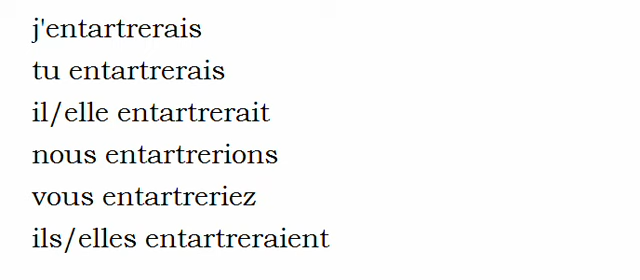 j'entartrerais
tu entartrerais
il/elle entartrerait
nous entartrerions
vous entartreriez
ils/elles entartreraient